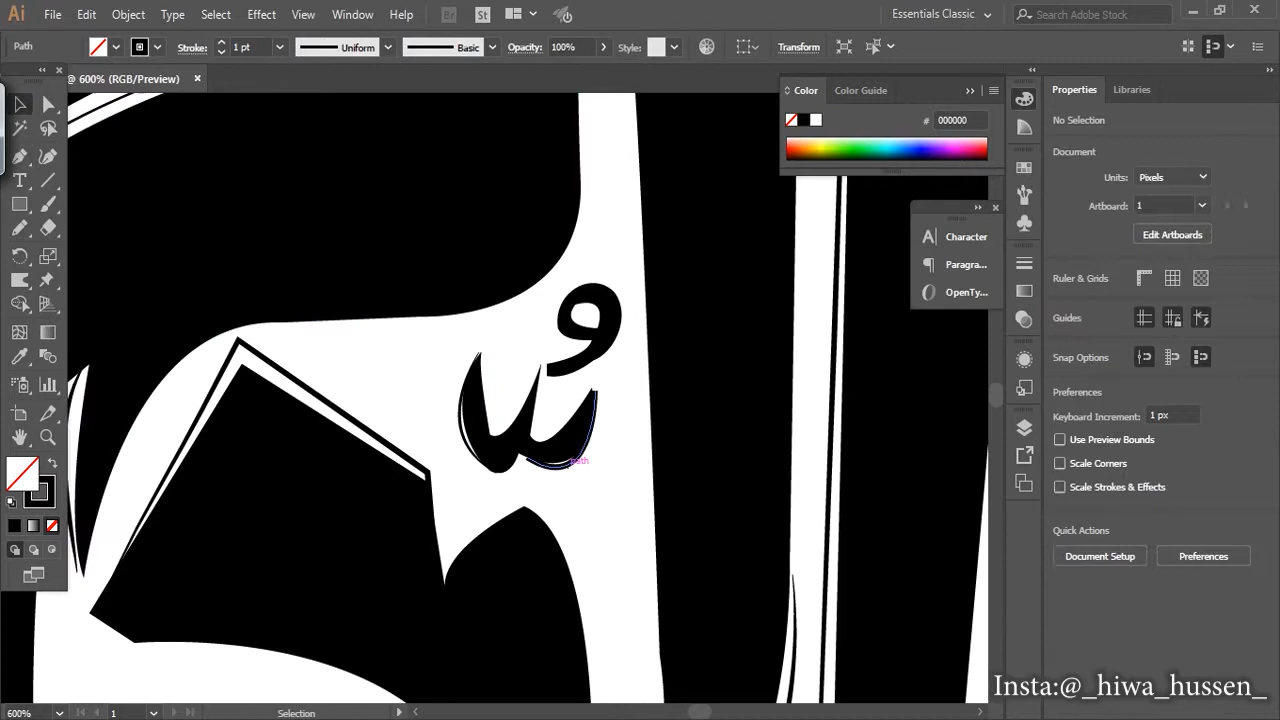 Ai File Edit Object Type Select Effect View Window Help Br St Essentials Classic Search Adobe Stock
Path Stroke: 1 pt Uniform Basic Opacity: 100% Style: Transform
@ 600% (RGB/Preview)
Color Color Guide
# 000000
Character
Paragra...
OpenTy...
Properties Libraries
No Selection
Document
Units: Pixels
Artboard: 1
Edit Artboards
Ruler & Grids
Guides
Snap Options
Preferences
Keyboard Increment: 1 px
Use Preview Bounds
Scale Corners
Scale Strokes & Effects
Quick Actions
Document Setup Preferences
path
Insta:@_hiwa_hussen_
600% 1 Selection